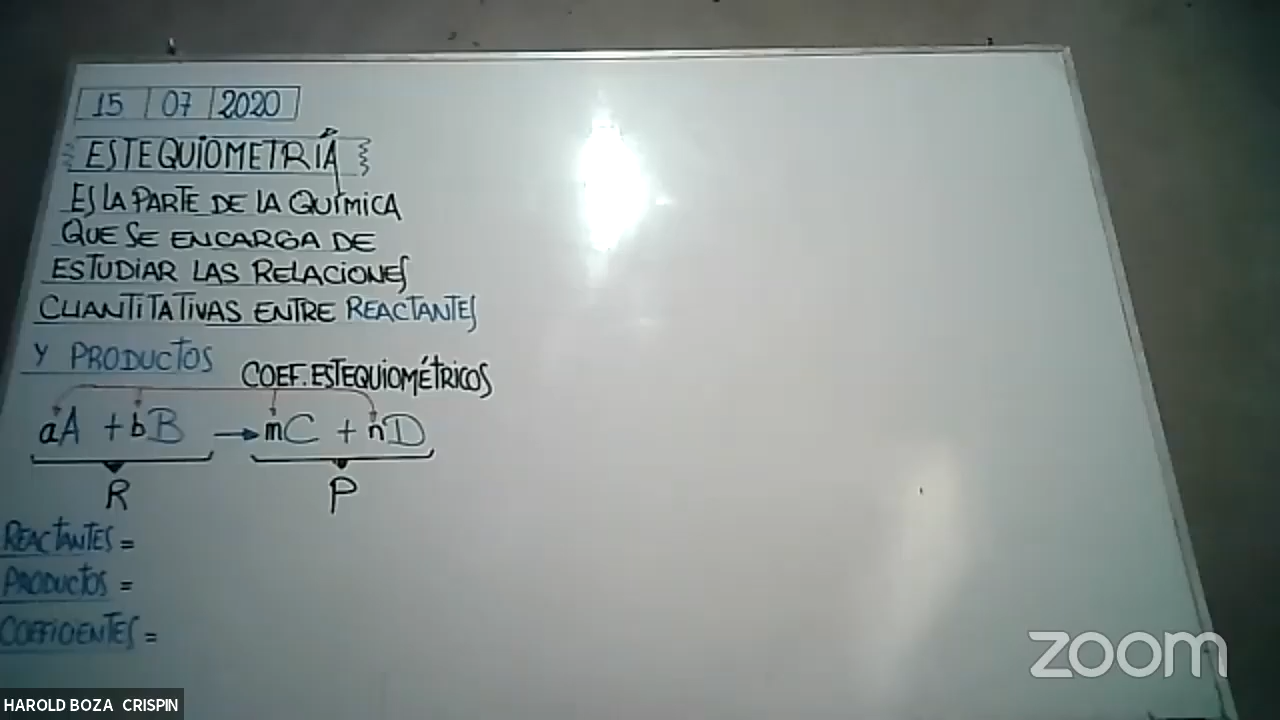 15 | 07 | 2020
ESTEQUIOMETRÍA
ES LA PARTE DE LA QUÍMICA
QUE SE ENCARGA DE
ESTUDIAR LAS RELACIONES
CUANTITATIVAS ENTRE REACTANTES
Y PRODUCTOS
COEF. ESTEQUIOMÉTRICOS
aA + bB → mC + nD
R P
REACTANTES =
PRODUCTOS =
COEFICIENTES =
zoom
HAROLD BOZA CRISPIN